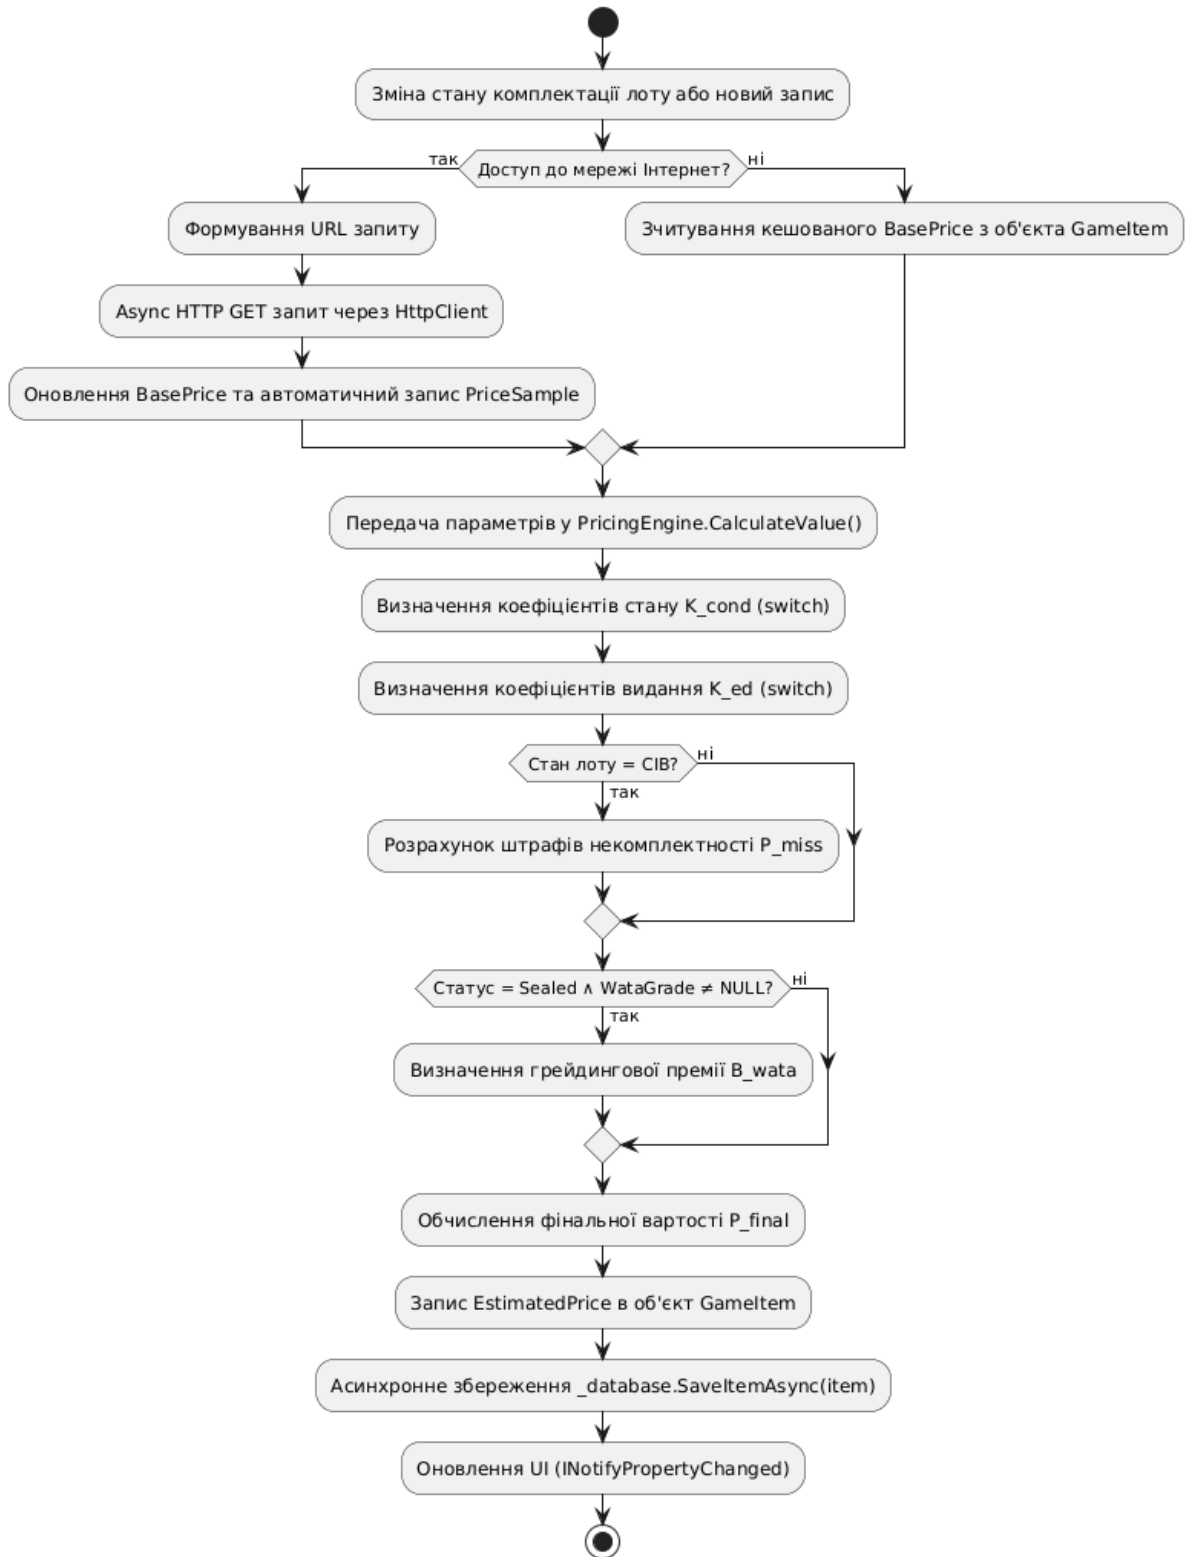 Зміна стану комплектації лоту або новий запис
так
Доступ до мережі Інтернет?
ні
Формування URL запиту
Зчитування кешованого BasePrice з об'єкта GameItem
Async HTTP GET запит через HttpClient
Оновлення BasePrice та автоматичний запис PriceSample
Передача параметрів у PricingEngine.CalculateValue()
Визначення коефіцієнтів стану K_cond (switch)
Визначення коефіцієнтів видання K_ed (switch)
Стан лоту = CIB?
ні
так
Розрахунок штрафів некомплектності P_miss
Статус = Sealed ∧ WataGrade ≠ NULL?
ні
так
Визначення грейдингової премії B_wata
Обчислення фінальної вартості P_final
Запис EstimatedPrice в об'єкт GameItem
Асинхронне збереження _database.SaveItemAsync(item)
Оновлення UI (INotifyPropertyChanged)